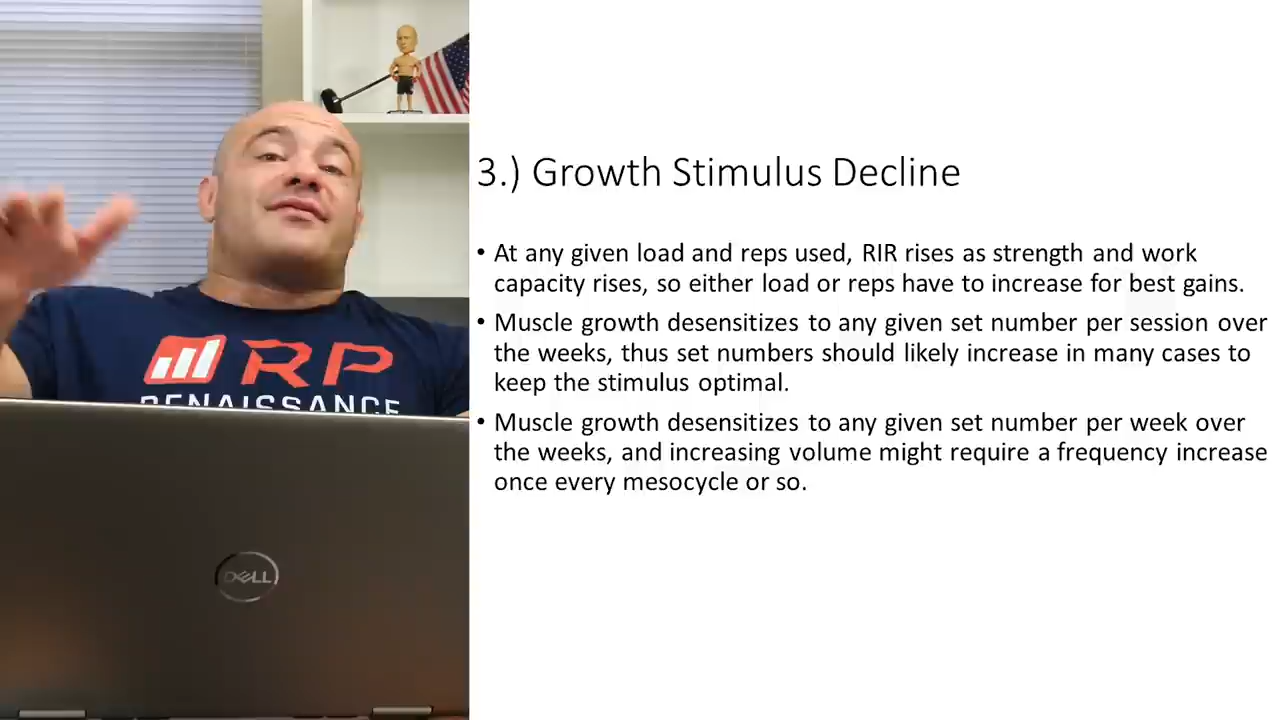 3.) Growth Stimulus Decline
• At any given load and reps used, RIR rises as strength and work
capacity rises, so either load or reps have to increase for best gains.
• Muscle growth desensitizes to any given set number per session over
the weeks, thus set numbers should likely increase in many cases to
keep the stimulus optimal.
• Muscle growth desensitizes to any given set number per week over
the weeks, and increasing volume might require a frequency increase
once every mesocycle or so.
RP
RENAISSANCE
DELL